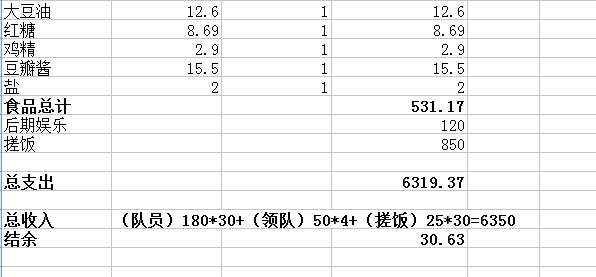 大豆油 12.6 1 12.6
红糖 8.69 1 8.69
鸡精 2.9 1 2.9
豆瓣酱 15.5 1 15.5
盐 2 1 2
食品总计 531.17
后期娱乐 120
搓饭 850
总支出 6319.37
总收入 （队员）180*30+（领队）50*4+（搓饭）25*30=6350
结余 30.63